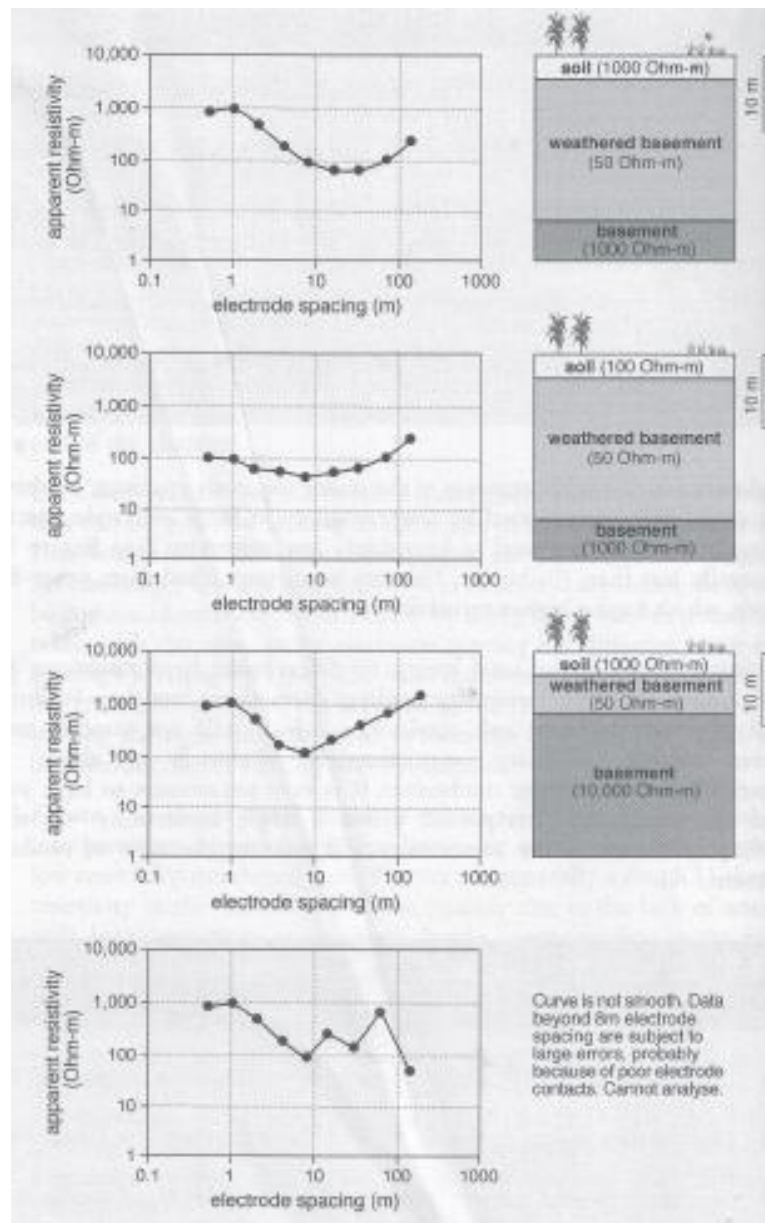 10,000
1,000
100
10
1
0.1 1 10 100 1000
apparent resistivity
(Ohm-m)
electrode spacing (m)
soil (1000 Ohm-m)
weathered basement
(50 Ohm-m)
basement
(1000 Ohm-m)
10 m
10,000
1,000
100
10
1
0.1 1 10 100 1000
apparent resistivity
(Ohm-m)
electrode spacing (m)
soil (100 Ohm-m)
weathered basement
(50 Ohm-m)
basement
(1000 Ohm-m)
10 m
10,000
1,000
100
10
1
0.1 1 10 100 1000
apparent resistivity
(Ohm-m)
electrode spacing (m)
soil (1000 Ohm-m)
weathered basement
(50 Ohm-m)
basement
(10,000 Ohm-m)
10 m
10,000
1,000
100
10
1
0.1 1 10 100 1000
apparent resistivity
(Ohm-m)
electrode spacing (m)
Curve is not smooth. Data
beyond 8m electrode
spacing are subject to
large errors, probably
because of poor electrode
contacts. Cannot analyse.